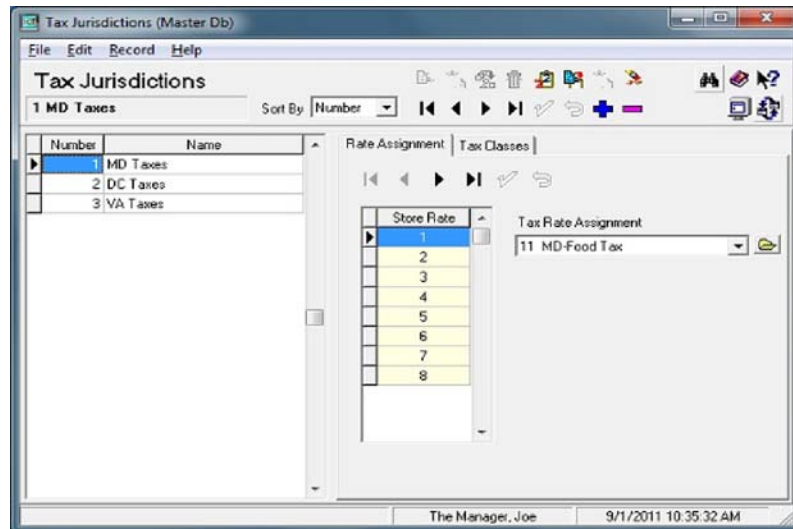 Tax Jurisdictions (Master Db)
File Edit Record Help
Tax Jurisdictions
1 MD Taxes
Sort By Number
Number Name
1 MD Taxes
2 DC Taxes
3 VA Taxes
Rate Assignment Tax Classes
Store Rate
1
2
3
4
5
6
7
8
Tax Rate Assignment
11 MD-Food Tax
The Manager, Joe 9/1/2011 10:35:32 AM